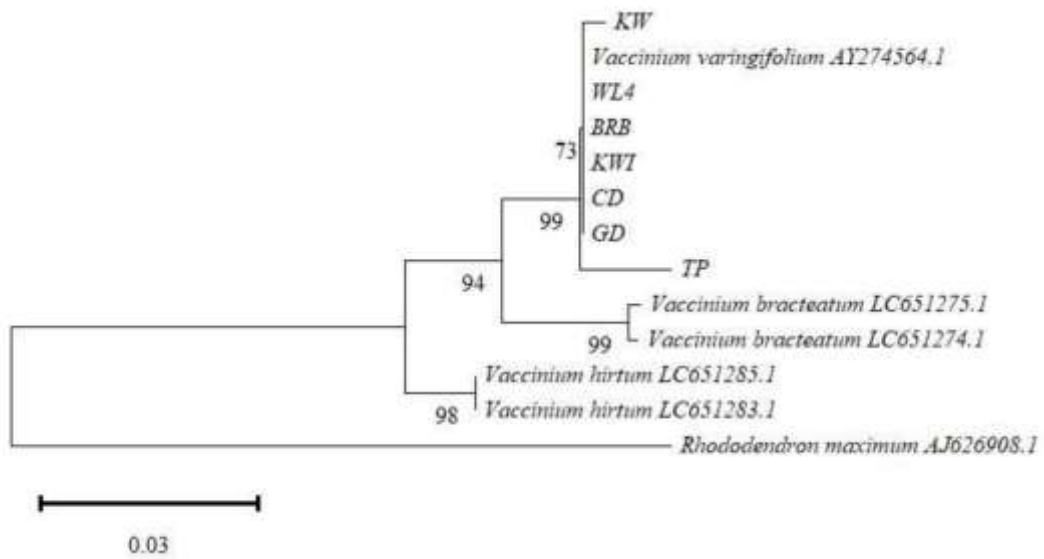 KW
Vaccinium varingifolium AY274564.1
WL4
BRB
73
KWI
CD
99
GD
TP
94
Vaccinium bracteatum LC651275.1
99
Vaccinium bracteatum LC651274.1
Vaccinium hirtum LC651285.1
98
Vaccinium hirtum LC651283.1
Rhododendron maximum AJ626908.1
0.03